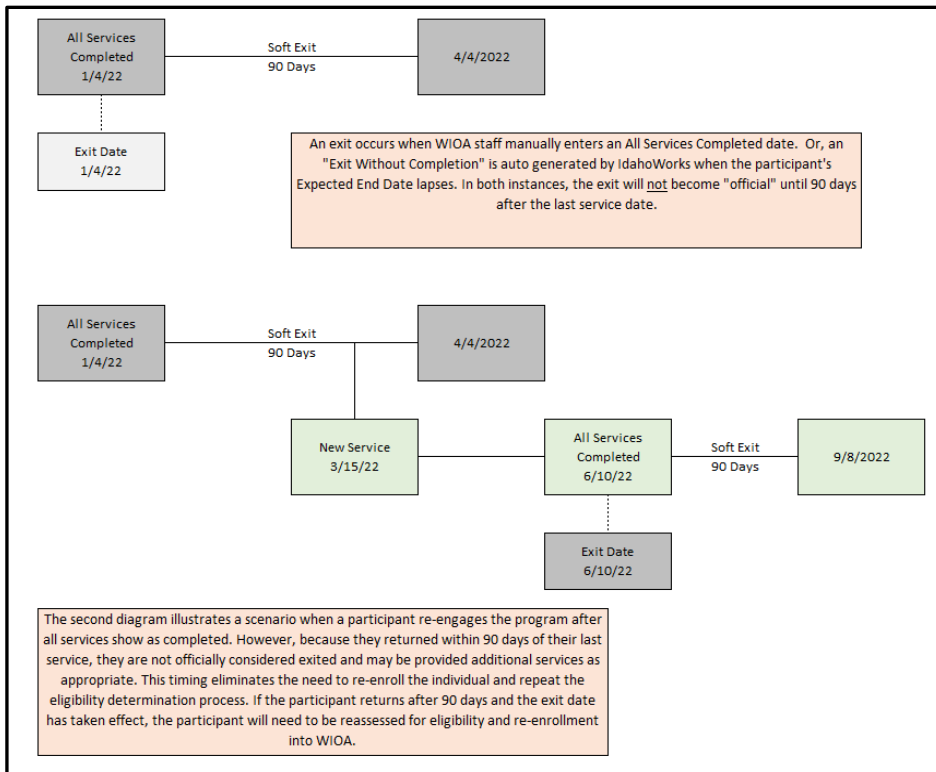 All Services
Completed
1/4/22
Soft Exit
90 Days
4/4/2022
Exit Date
1/4/22
An exit occurs when WIOA staff manually enters an All Services Completed date. Or, an
"Exit Without Completion" is auto generated by IdahoWorks when the participant's
Expected End Date lapses. In both instances, the exit will not become "official" until 90 days
after the last service date.
All Services
Completed
1/4/22
Soft Exit
90 Days
4/4/2022
New Service
3/15/22
All Services
Completed
6/10/22
Soft Exit
90 Days
9/8/2022
Exit Date
6/10/22
The second diagram illustrates a scenario when a participant re-engages the program after
all services show as completed. However, because they returned within 90 days of their last
service, they are not officially considered exited and may be provided additional services as
appropriate. This timing eliminates the need to re-enroll the individual and repeat the
eligibility determination process. If the participant returns after 90 days and the exit date
has taken effect, the participant will need to be reassessed for eligibility and re-enrollment
into WIOA.